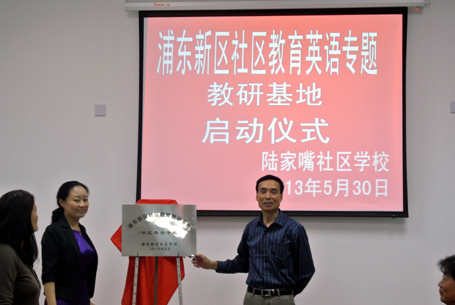 浦东新区社区教育英语专题
教研基地
启动仪式
陆家嘴社区学校
13年5月30日